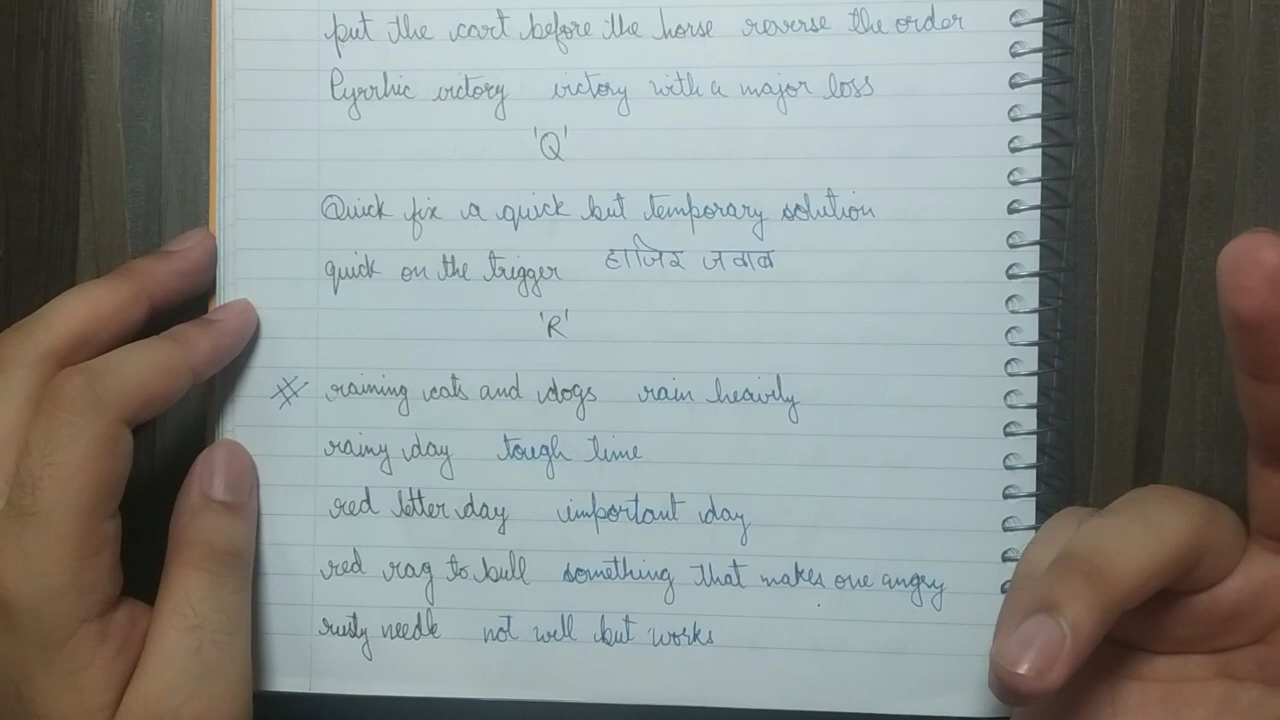 put the cart before the horse reverse the order
Pyrrhic victory victory with a major loss
'Q'
Quick fix a quick but temporary solution
quick on the trigger हाजिर जवाब
'R'
# raining cats and dogs rain heavily
rainy day tough time
red letter day important day
red rag to bull something that makes one angry
rusty needle not well but works